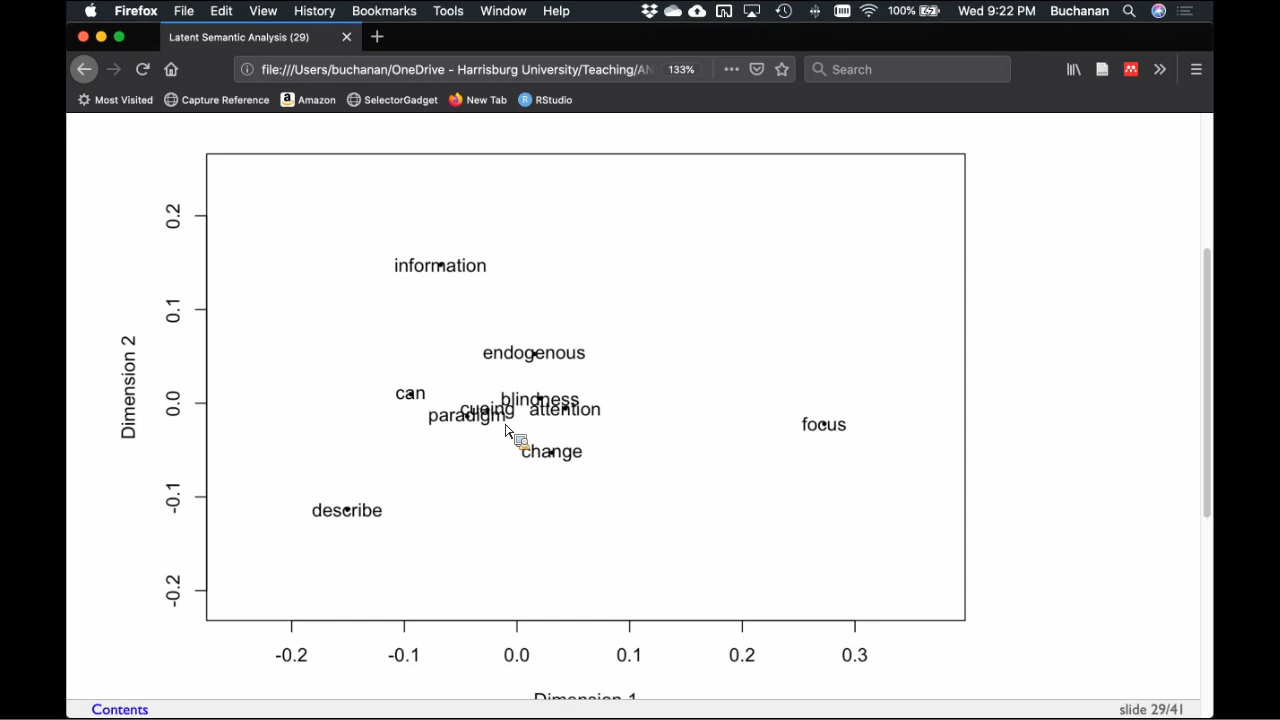 Firefox File Edit View History Bookmarks Tools Window Help 100% Wed 9:22 PM Buchanan
Latent Semantic Analysis (29)
file:///Users/buchanan/OneDrive - Harrisburg University/Teaching/AN 133% Search
Most Visited Capture Reference Amazon SelectorGadget New Tab RStudio
0.2
information
0.1
endogenous
Dimension 2
can
blindness
0.0
cueing
attention
paradigm
focus
change
-0.1
describe
-0.2
-0.2 -0.1 0.0 0.1 0.2 0.3
Dimension 1
Contents
slide 29/41